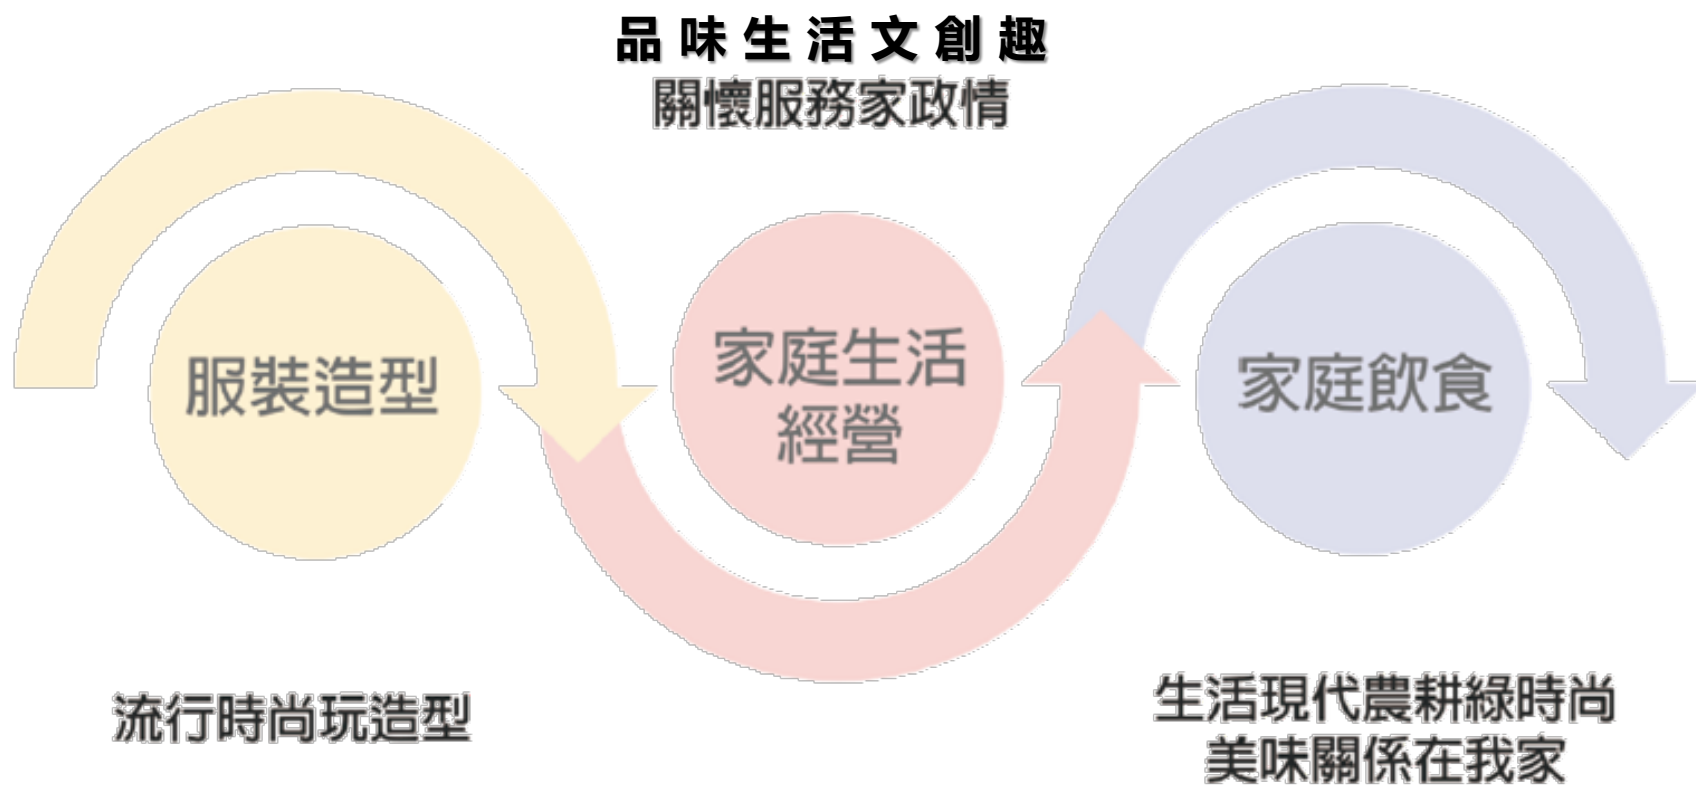 品味生活文創趣
關懷服務家政情
服裝造型
家庭生活
經營
家庭飲食
流行時尚玩造型
生活現代農耕綠時尚
美味關係在我家